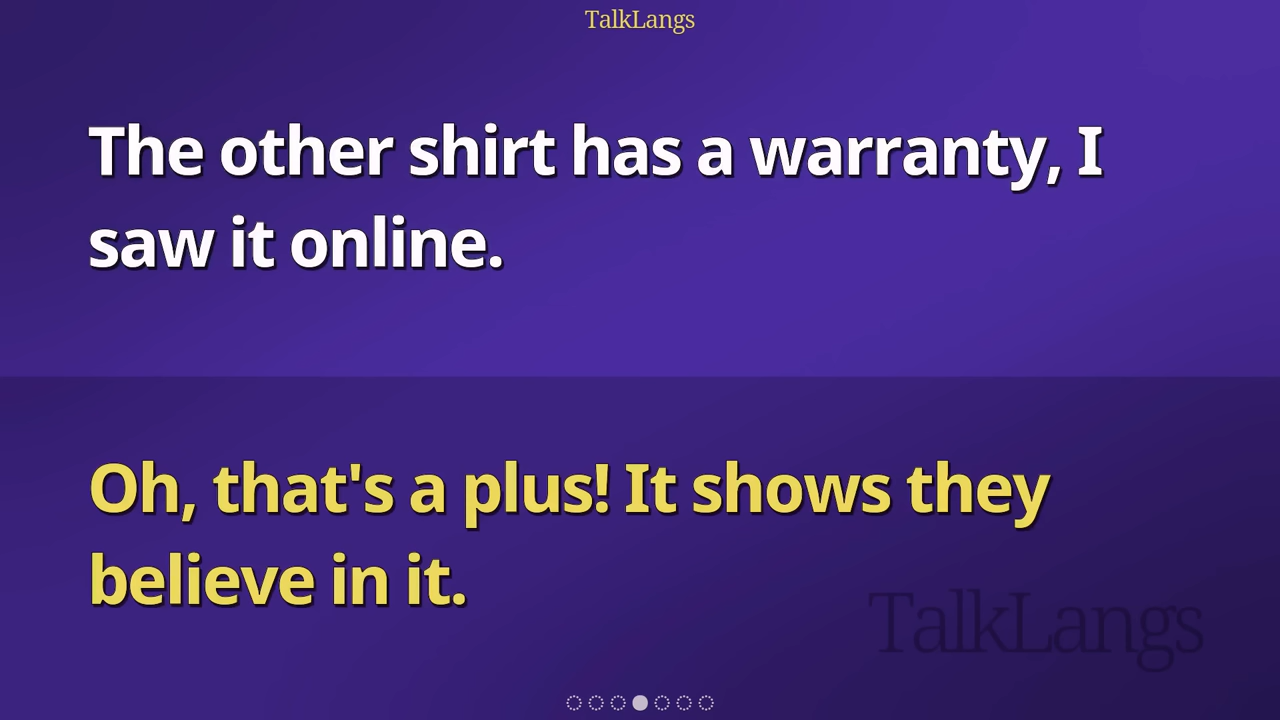 TalkLangs
The other shirt has a warranty, I
saw it online.
Oh, that's a plus! It shows they
believe in it.
TalkLangs